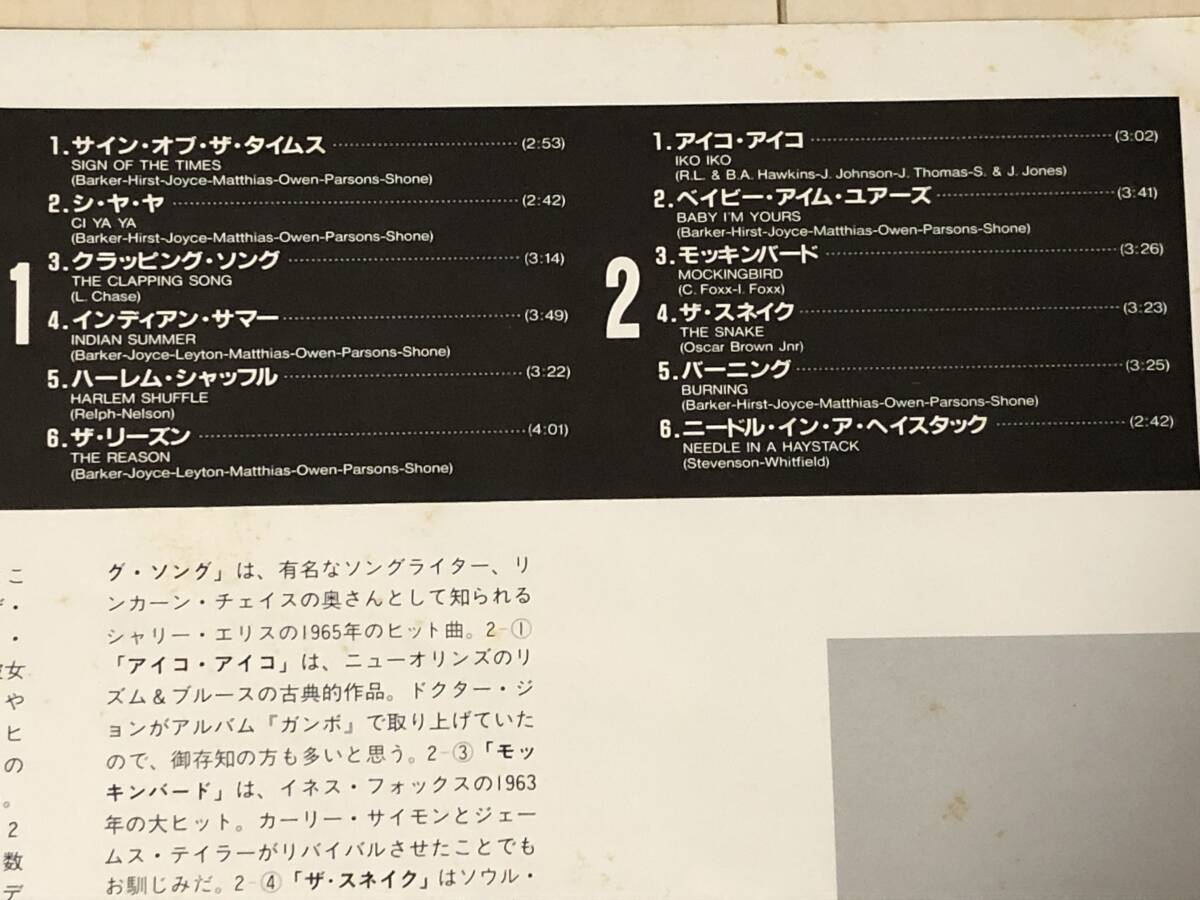 1
1.サイン・オブ・ザ・タイムス (2:53)
SIGN OF THE TIMES
(Barker-Hirst-Joyce-Matthias-Owen-Parsons-Shone)
2.シ・ヤ・ヤ (2:42)
CI YA YA
(Barker-Hirst-Joyce-Matthias-Owen-Parsons-Shone)
3.クラッピング・ソング (3:14)
THE CLAPPING SONG
(L. Chase)
4.インディアン・サマー (3:49)
INDIAN SUMMER
(Barker-Joyce-Leyton-Matthias-Owen-Parsons-Shone)
5.ハーレム・シャッフル (3:22)
HARLEM SHUFFLE
(Relph-Nelson)
6.ザ・リーズン (4:01)
THE REASON
(Barker-Joyce-Leyton-Matthias-Owen-Parsons-Shone)
2
1.アイコ・アイコ (3:02)
IKO IKO
(R.L. & B.A. Hawkins-J. Johnson-J. Thomas-S. & J. Jones)
2.ベイビー・アイム・ユアーズ (3:41)
BABY I'M YOURS
(Barker-Hirst-Joyce-Matthias-Owen-Parsons-Shone)
3.モッキンバード (3:26)
MOCKINGBIRD
(C. Foxx-I. Foxx)
4.ザ・スネイク (3:23)
THE SNAKE
(Oscar Brown Jnr)
5.バーニング (3:25)
BURNING
(Barker-Hirst-Joyce-Matthias-Owen-Parsons-Shone)
6.ニードル・イン・ア・ヘイスタック (2:42)
NEEDLE IN A HAYSTACK
(Stevenson-Whitfield)
こ
・
・
女
や
ヒ
の
。
2
数
デ
グ・ソング」は、有名なソングライター、リ
ンカーン・チェイスの奥さんとして知られる
シャリー・エリスの1965年のヒット曲。2-①
「アイコ・アイコ」は、ニューオリンズのリ
ズム&ブルースの古典的作品。ドクター・ジ
ョンがアルバム『ガンボ』で取り上げていた
ので、御存知の方も多いと思う。2-③「モッ
キンバード」は、イネス・フォックスの1963
年の大ヒット。カーリー・サイモンとジェー
ムス・テイラーがリバイバルさせたことでも
お馴じみだ。2-④「ザ・スネイク」はソウル・